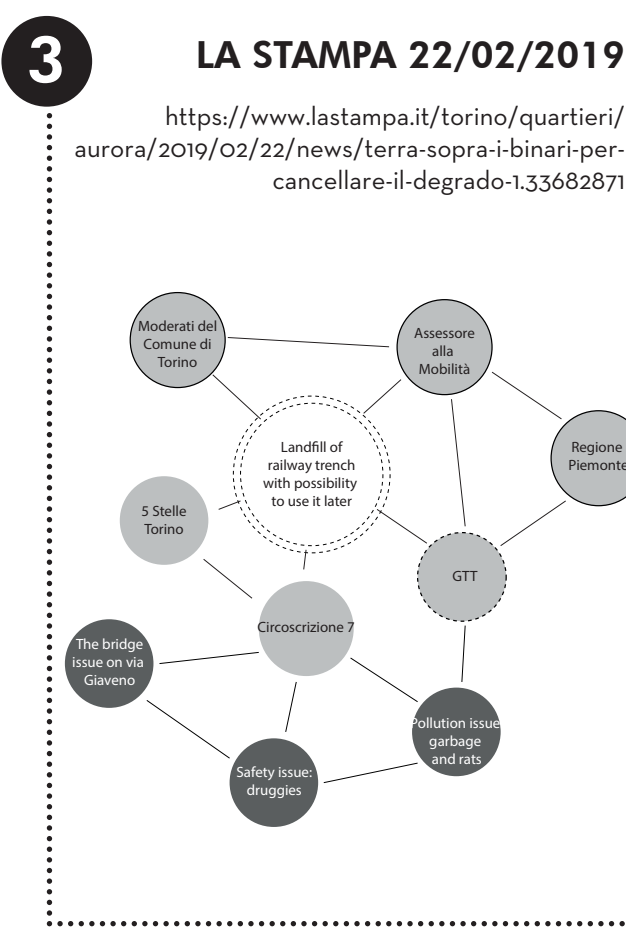 3
LA STAMPA 22/02/2019
https://www.lastampa.it/torino/quartieri/
aurora/2019/02/22/news/terra-sopra-i-binari-per-
cancellare-il-degrado-1.33682871
Moderati del
Comune di
Torino
Assessore
alla
Mobilità
Regione
Piemonte
Landfill of
railway trench
with possibility
to use it later
5 Stelle
Torino
GTT
Circoscrizione 7
The bridge
issue on via
Giaveno
Pollution issue
garbage
and rats
Safety issue:
druggies